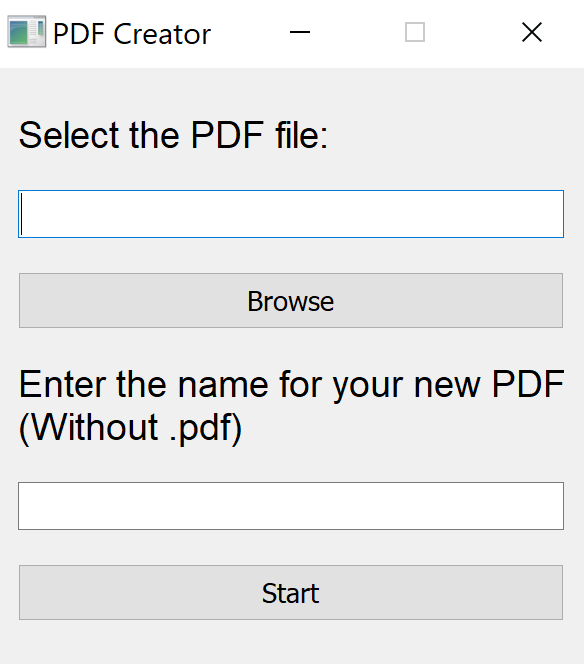 PDF Creator
Select the PDF file:
Browse
Enter the name for your new PDF
(Without .pdf)
Start